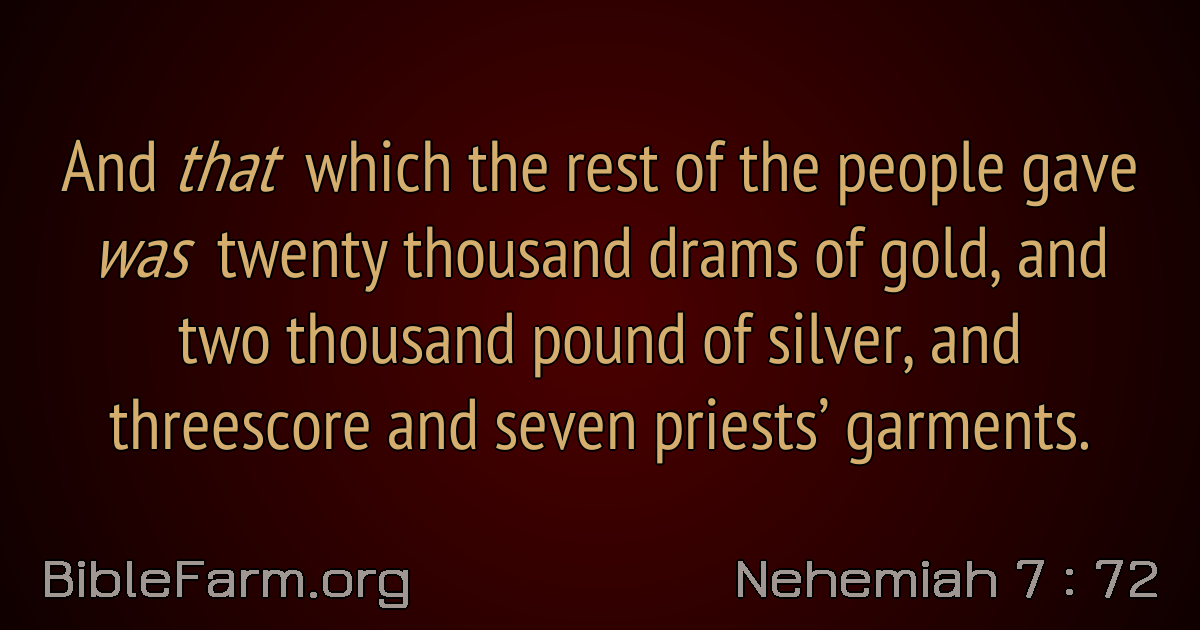 And that which the rest of the people gave
was twenty thousand drams of gold, and
two thousand pound of silver, and
threescore and seven priests’ garments.
BibleFarm.org
Nehemiah 7 : 72